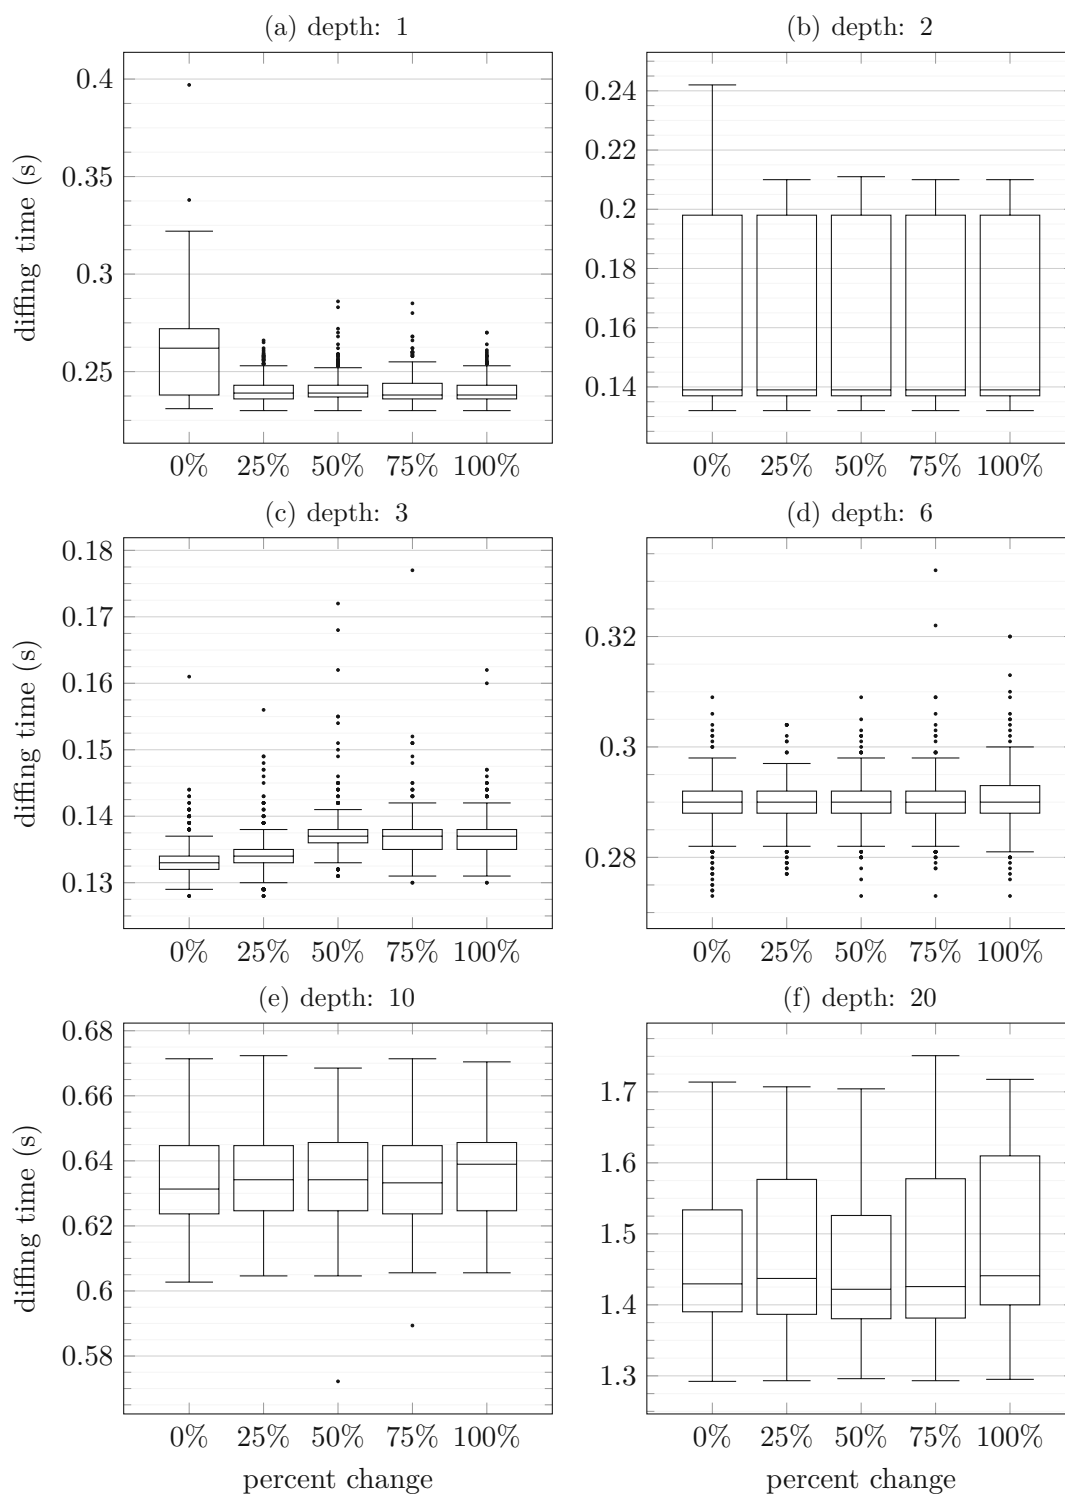 (a) depth: 1
(b) depth: 2
diffing time (s)
0.4
0.35
0.3
0.25
0% 25% 50% 75% 100%
0.24
0.22
0.2
0.18
0.16
0.14
0% 25% 50% 75% 100%
(c) depth: 3
(d) depth: 6
diffing time (s)
0.18
0.17
0.16
0.15
0.14
0.13
0% 25% 50% 75% 100%
0.32
0.3
0.28
0% 25% 50% 75% 100%
(e) depth: 10
(f) depth: 20
diffing time (s)
0.68
0.66
0.64
0.62
0.6
0.58
0% 25% 50% 75% 100%
percent change
1.7
1.6
1.5
1.4
1.3
0% 25% 50% 75% 100%
percent change